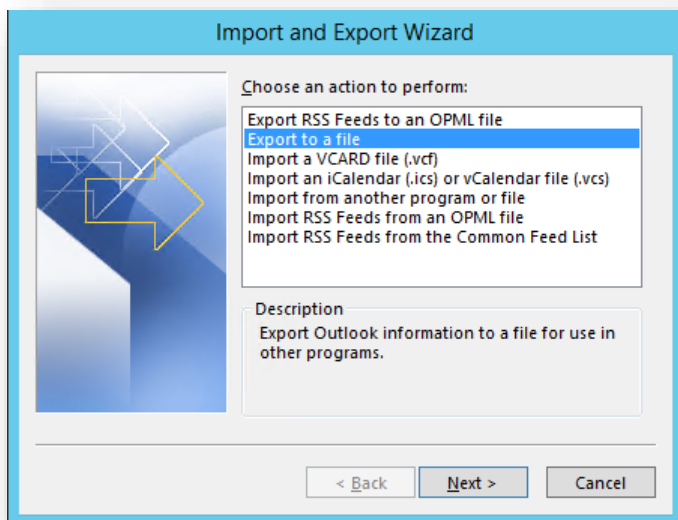 Import and Export Wizard
Choose an action to perform:
Export RSS Feeds to an OPML file
Export to a file
Import a VCARD file (.vcf)
Import an iCalendar (.ics) or vCalendar file (.vcs)
Import from another program or file
Import RSS Feeds from an OPML file
Import RSS Feeds from the Common Feed List
Description
Export Outlook information to a file for use in
other programs.
< Back
Next >
Cancel